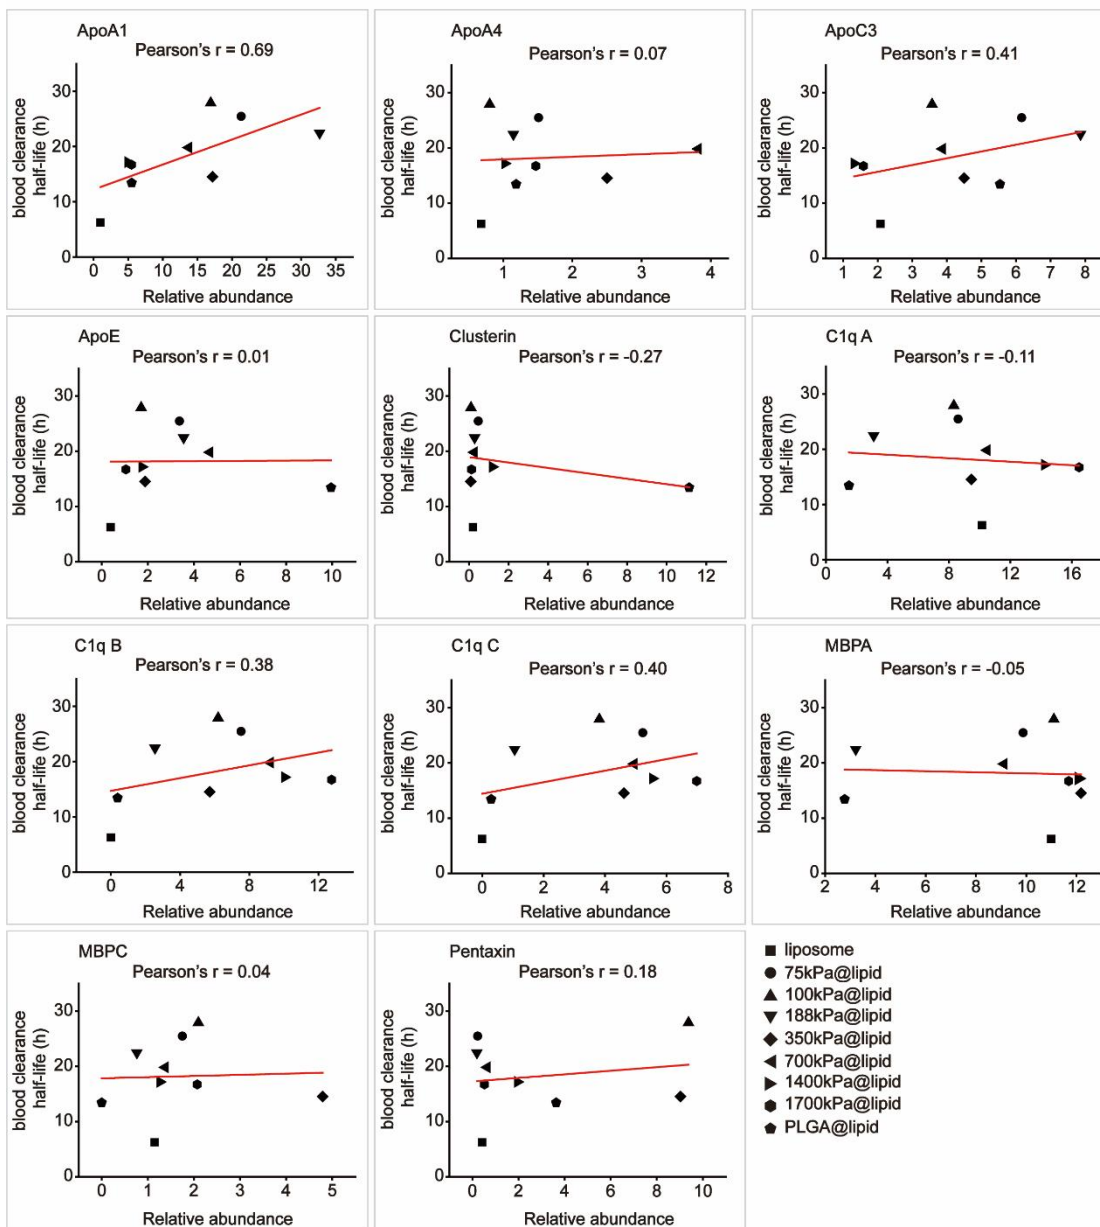 ApoA1
Pearson's r = 0.69
blood clearance
half-life (h)
30
20
10
0
0 5 10 15 20 25 30 35
Relative abundance
ApoA4
Pearson's r = 0.07
blood clearance
half-life (h)
30
20
10
0
1 2 3 4
Relative abundance
ApoC3
Pearson's r = 0.41
blood clearance
half-life (h)
30
20
10
0
1 2 3 4 5 6 7 8
Relative abundance
ApoE
Pearson's r = 0.01
blood clearance
half-life (h)
30
20
10
0
0 2 4 6 8 10
Relative abundance
Clusterin
Pearson's r = -0.27
blood clearance
half-life (h)
30
20
10
0
0 2 4 6 8 10 12
Relative abundance
C1q A
Pearson's r = -0.11
blood clearance
half-life (h)
30
20
10
0
0 4 8 12 16
Relative abundance
C1q B
Pearson's r = 0.38
blood clearance
half-life (h)
30
20
10
0
0 4 8 12
Relative abundance
C1q C
Pearson's r = 0.40
blood clearance
half-life (h)
30
20
10
0
0 2 4 6 8
Relative abundance
MBPA
Pearson's r = -0.05
blood clearance
half-life (h)
30
20
10
0
2 4 6 8 10 12
Relative abundance
MBPC
Pearson's r = 0.04
blood clearance
half-life (h)
30
20
10
0
0 1 2 3 4 5
Relative abundance
Pentaxin
Pearson's r = 0.18
blood clearance
half-life (h)
30
20
10
0
0 2 4 6 8 10
Relative abundance
liposome
75kPa@lipid
100kPa@lipid
188kPa@lipid
350kPa@lipid
700kPa@lipid
1400kPa@lipid
1700kPa@lipid
PLGA@lipid